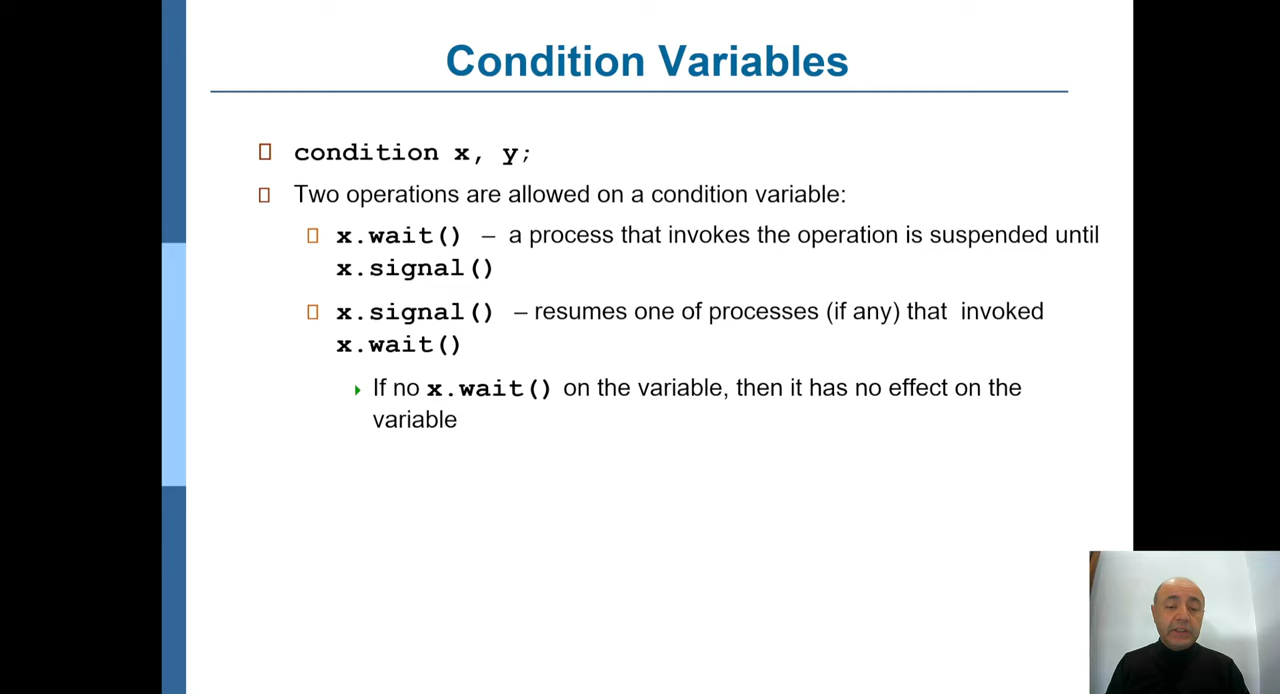 Condition Variables
condition x, y;
Two operations are allowed on a condition variable:
x.wait() – a process that invokes the operation is suspended until
x.signal()
x.signal() – resumes one of processes (if any) that invoked
x.wait()
If no x.wait() on the variable, then it has no effect on the
variable